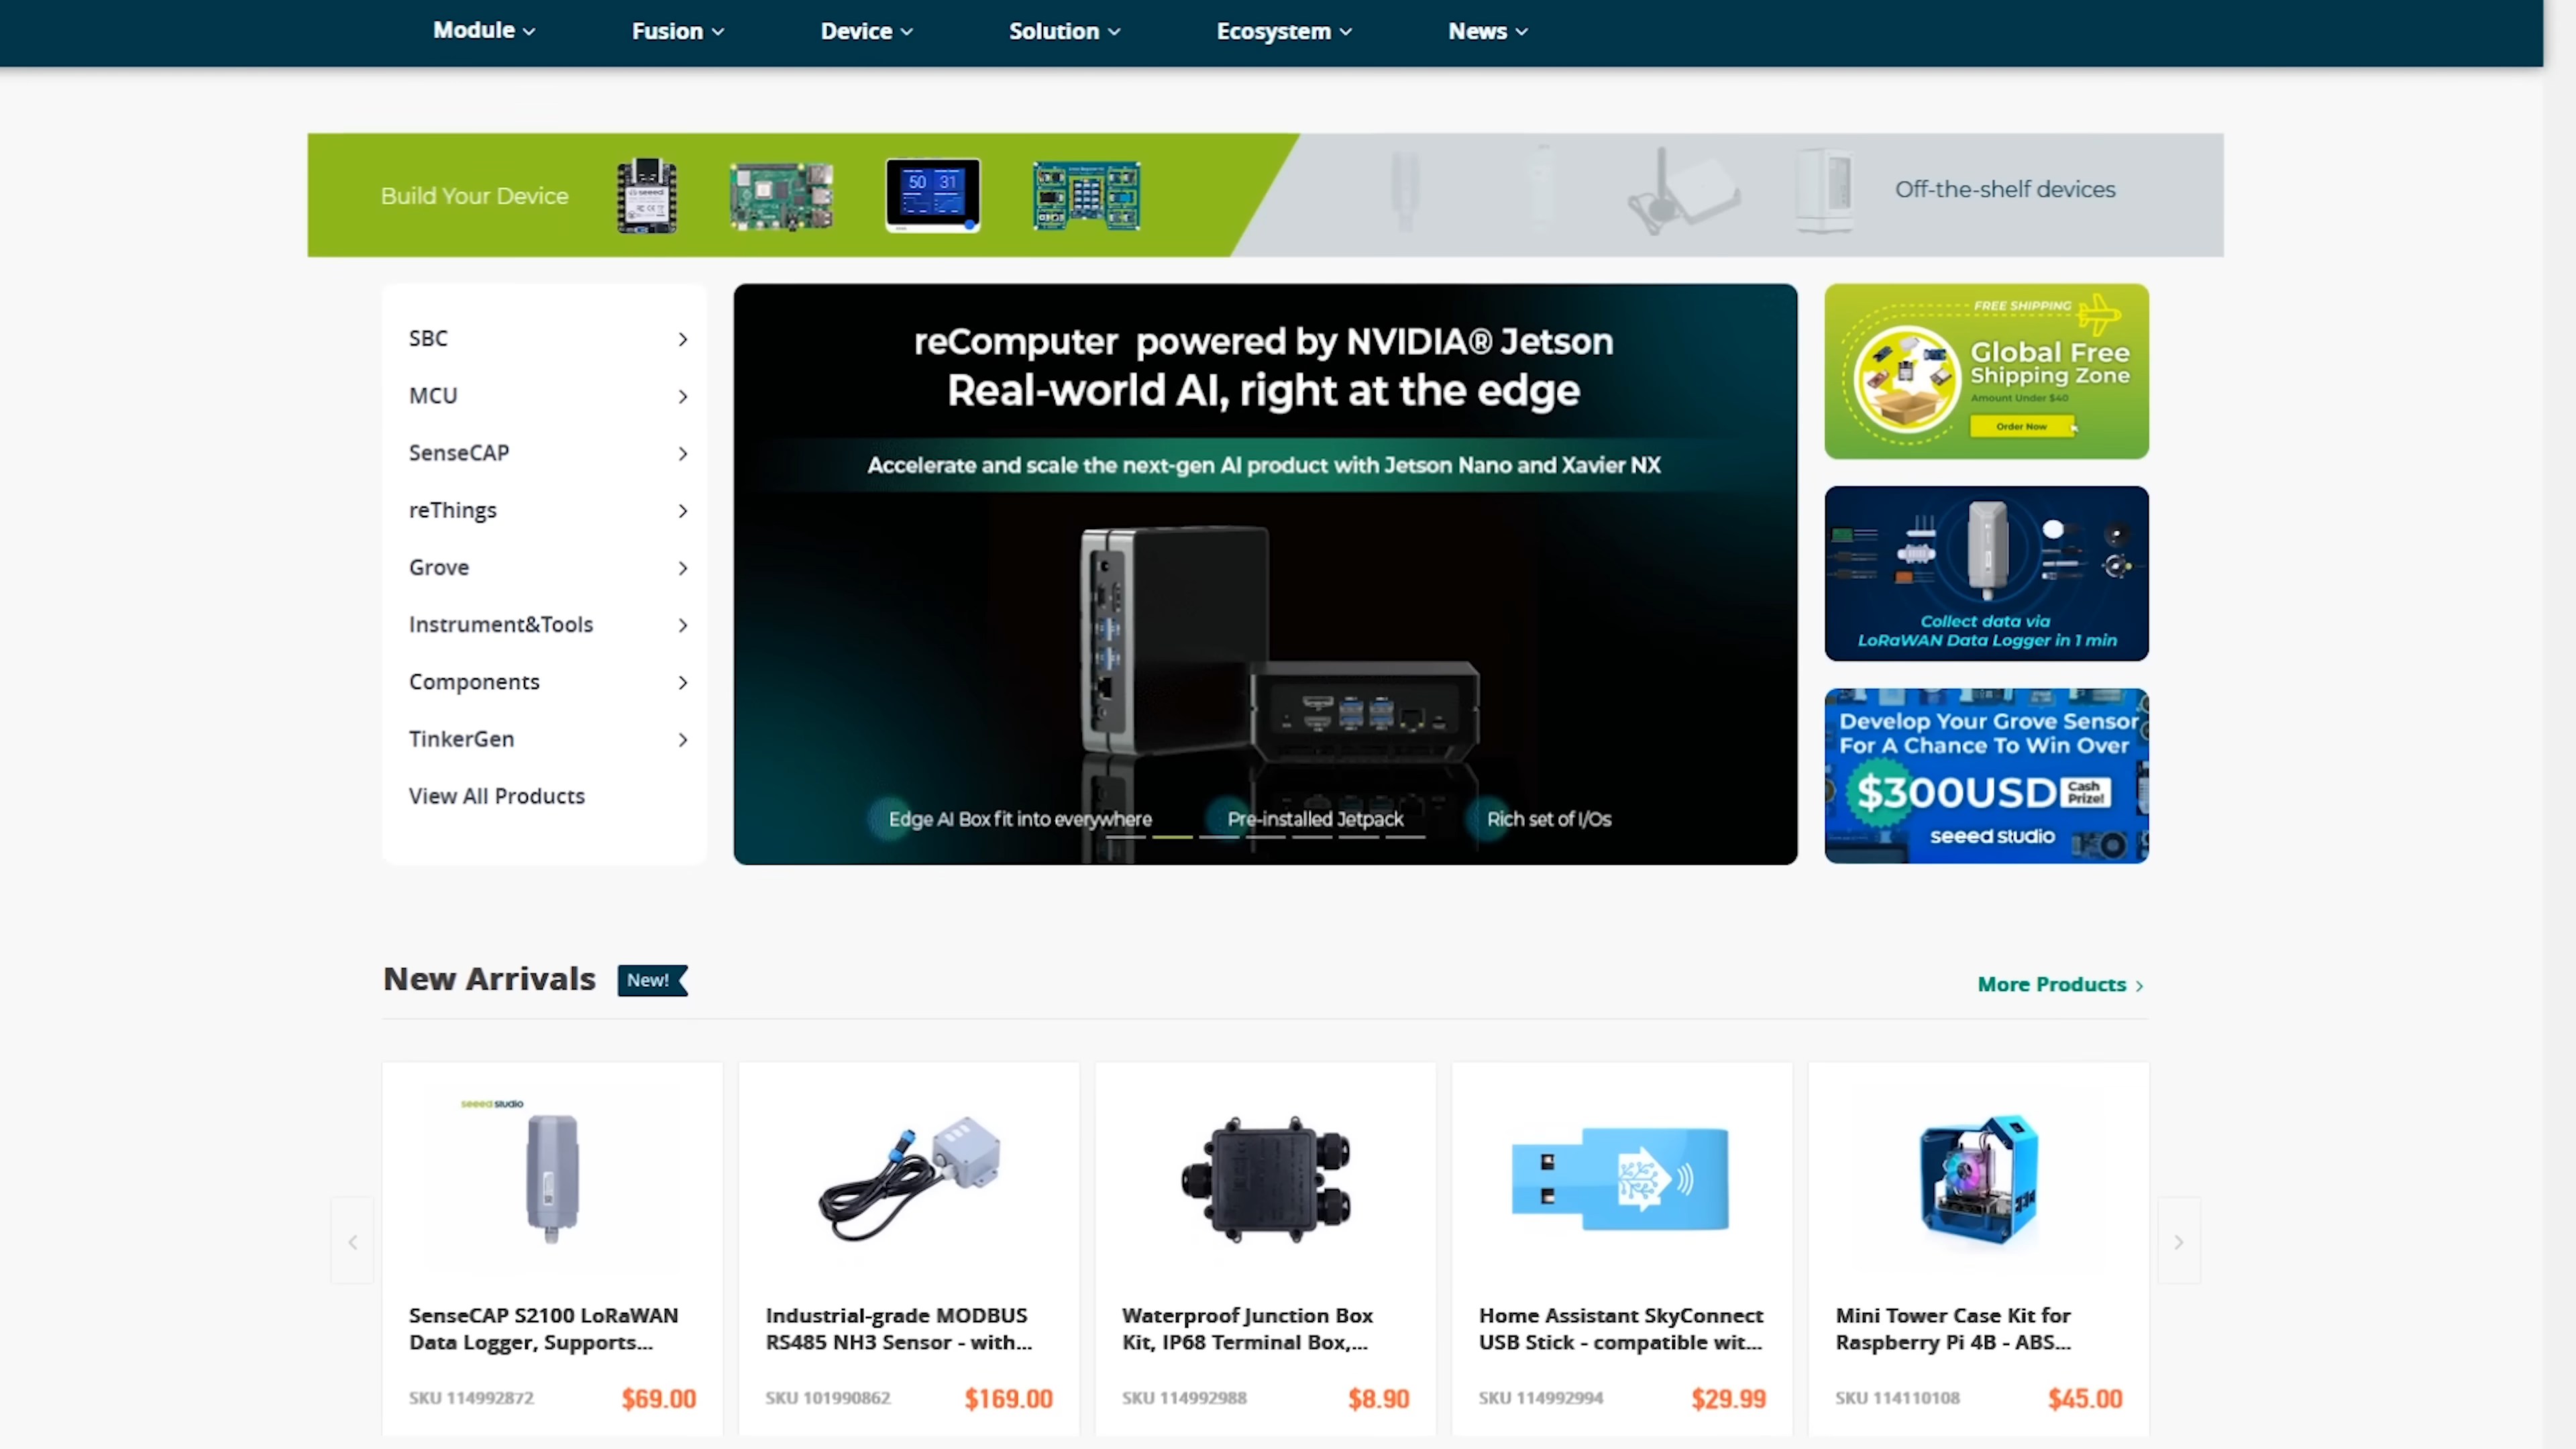 Module
Fusion
Device
Solution
Ecosystem
News
Build Your Device
seeed
50 31
Off-the-shelf devices
SBC
MCU
SenseCAP
reThings
Grove
Instrument&Tools
Components
TinkerGen
View All Products
reComputer powered by NVIDIA® Jetson
Real-world AI, right at the edge
Accelerate and scale the next-gen AI product with Jetson Nano and Xavier NX
Edge AI Box fit into everywhere
Pre-installed Jetpack
Rich set of I/Os
FREE SHIPPING
Global Free
Shipping Zone
Amount Under $40
Order Now
Collect data via
LoRaWAN Data Logger in 1 min
Develop Your Grove Sensor
For A Chance To Win Over
$300USD Cash
Prize!
seeed studio
New Arrivals
New!
More Products
seeed studio
SenseCAP S2100 LoRaWAN
Data Logger, Supports...
SKU 114992872
$69.00
Industrial-grade MODBUS
RS485 NH3 Sensor - with...
SKU 101990862
$169.00
Waterproof Junction Box
Kit, IP68 Terminal Box,...
SKU 114992988
$8.90
Home Assistant SkyConnect
USB Stick - compatible wit...
SKU 114992994
$29.99
Mini Tower Case Kit for
Raspberry Pi 4B - ABS...
SKU 114110108
$45.00